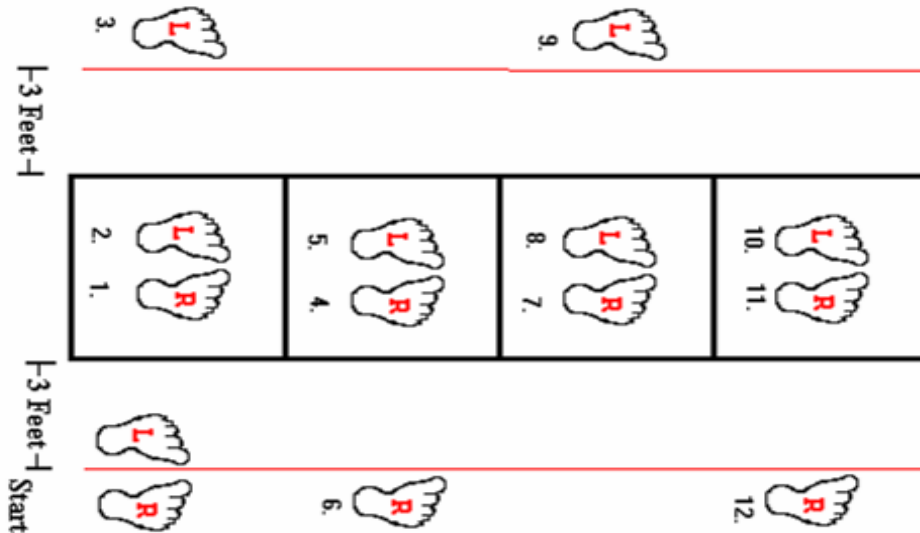 L R R
10. 11. 12.
L L R
9. 8. 7.
L R R
5. 4. 6.
L L R
3. 2. 1.
L R
3 Feet 3 Feet Start